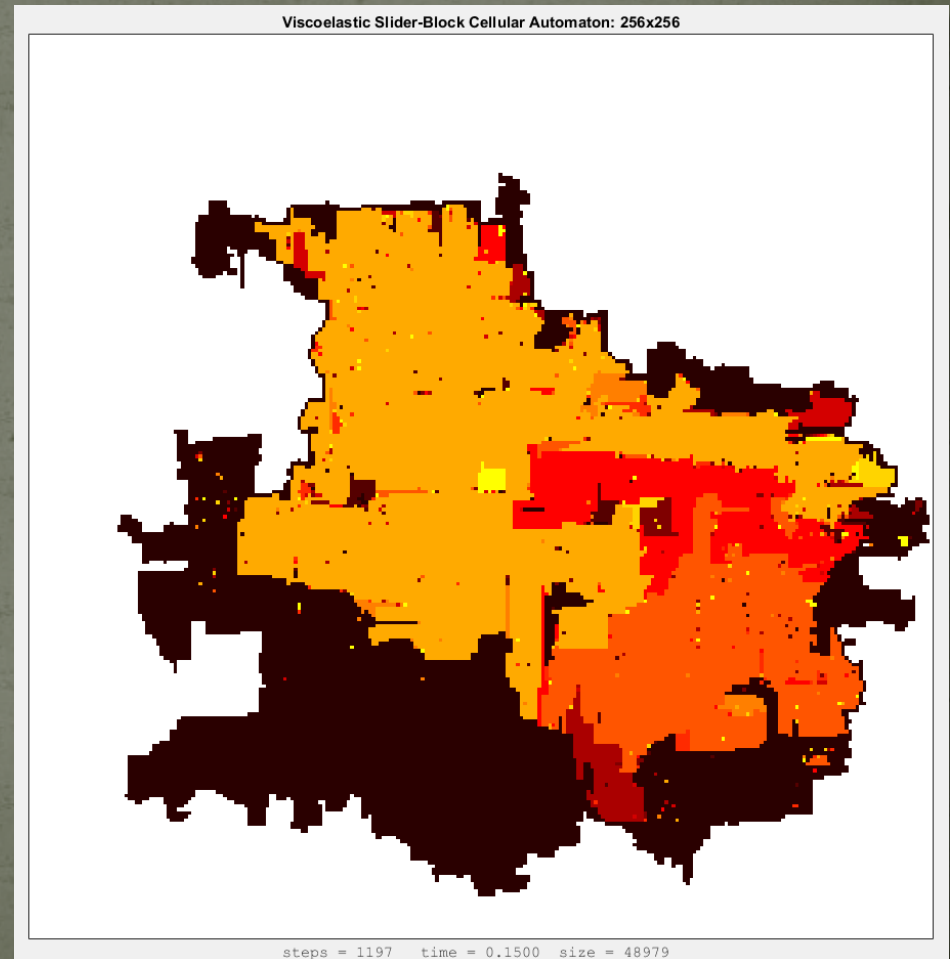 Viscoelastic Slider-Block Cellular Automaton: 256x256
steps = 1197   time = 0.1500  size = 48979